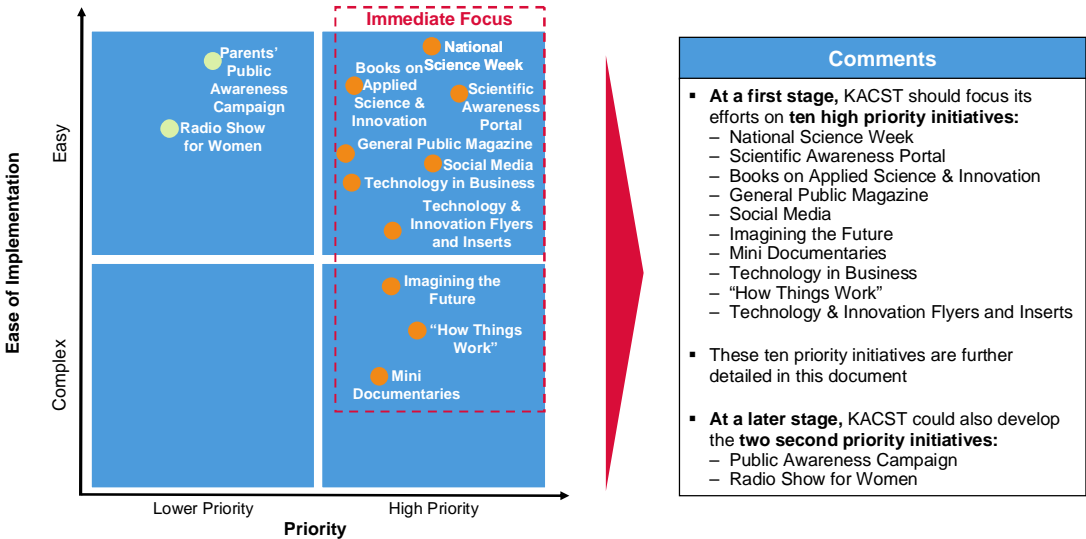 Immediate Focus
Parents’
Public
Awareness
Campaign
Radio Show
for Women
National
Science Week
Books on
Applied
Science &
Innovation
Scientific
Awareness
Portal
General Public Magazine
Social Media
Technology in Business
Technology &
Innovation Flyers
and Inserts
Imagining the
Future
“How Things
Work”
Mini
Documentaries
Ease of Implementation
Easy
Complex
Lower Priority
High Priority
Priority
Comments
▪ At a first stage, KACST should focus its
efforts on ten high priority initiatives:
– National Science Week
– Scientific Awareness Portal
– Books on Applied Science & Innovation
– General Public Magazine
– Social Media
– Imagining the Future
– Mini Documentaries
– Technology in Business
– “How Things Work”
– Technology & Innovation Flyers and Inserts
▪ These ten priority initiatives are further
detailed in this document
▪ At a later stage, KACST could also develop
the two second priority initiatives:
– Public Awareness Campaign
– Radio Show for Women